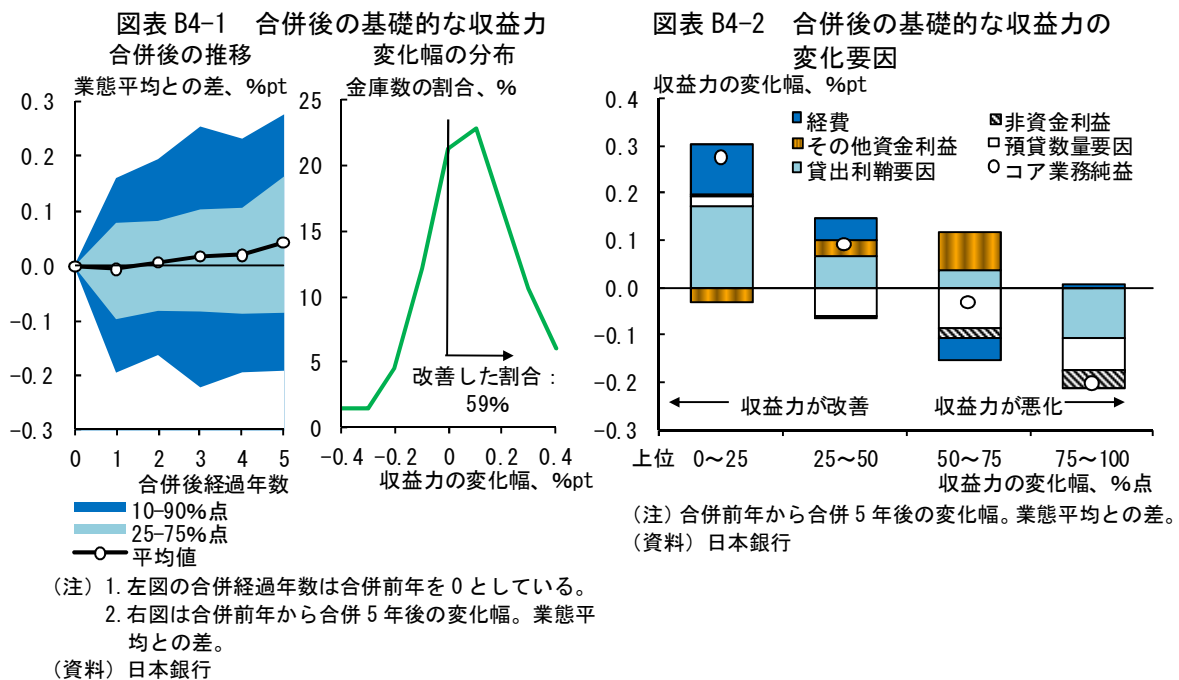 図表 B4-1　合併後の基礎的な収益力
合併後の推移
業態平均との差、%pt
0.3
0.2
0.1
0.0
-0.1
-0.2
-0.3
0 1 2 3 4 5
合併後経過年数
10-90%点
25-75%点
平均値
変化幅の分布
金庫数の割合、%
25
20
15
10
5
0
改善した割合：
59%
-0.4 -0.2 0 0.2 0.4
収益力の変化幅、%pt
（注）1. 左図の合併経過年数は合併前年を 0 としている。
2. 右図は合併前年から合併 5 年後の変化幅。業態平
均との差。
（資料）日本銀行
図表 B4-2　合併後の基礎的な収益力の
変化要因
収益力の変化幅、%pt
0.4
0.3
0.2
0.1
0.0
-0.1
-0.2
-0.3
経費
非資金利益
その他資金利益
預貸数量要因
貸出利鞘要因
コア業務純益
収益力が改善
収益力が悪化
上位 0～25 25～50 50～75 75～100
収益力の変化幅、%点
（注）合併前年から合併 5 年後の変化幅。業態平均との差。
（資料）日本銀行